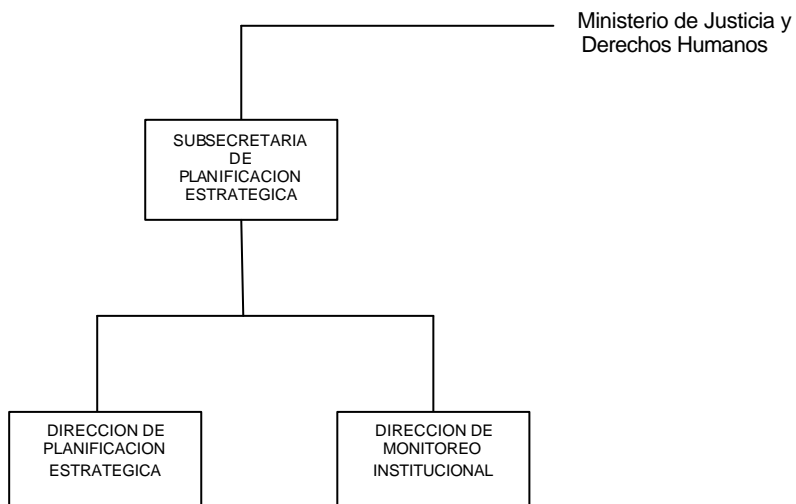 Ministerio de Justicia y
Derechos Humanos
SUBSECRETARIA
DE
PLANIFICACION
ESTRATEGICA
DIRECCION DE
PLANIFICACION
ESTRATEGICA
DIRECCION DE
MONITOREO
INSTITUCIONAL